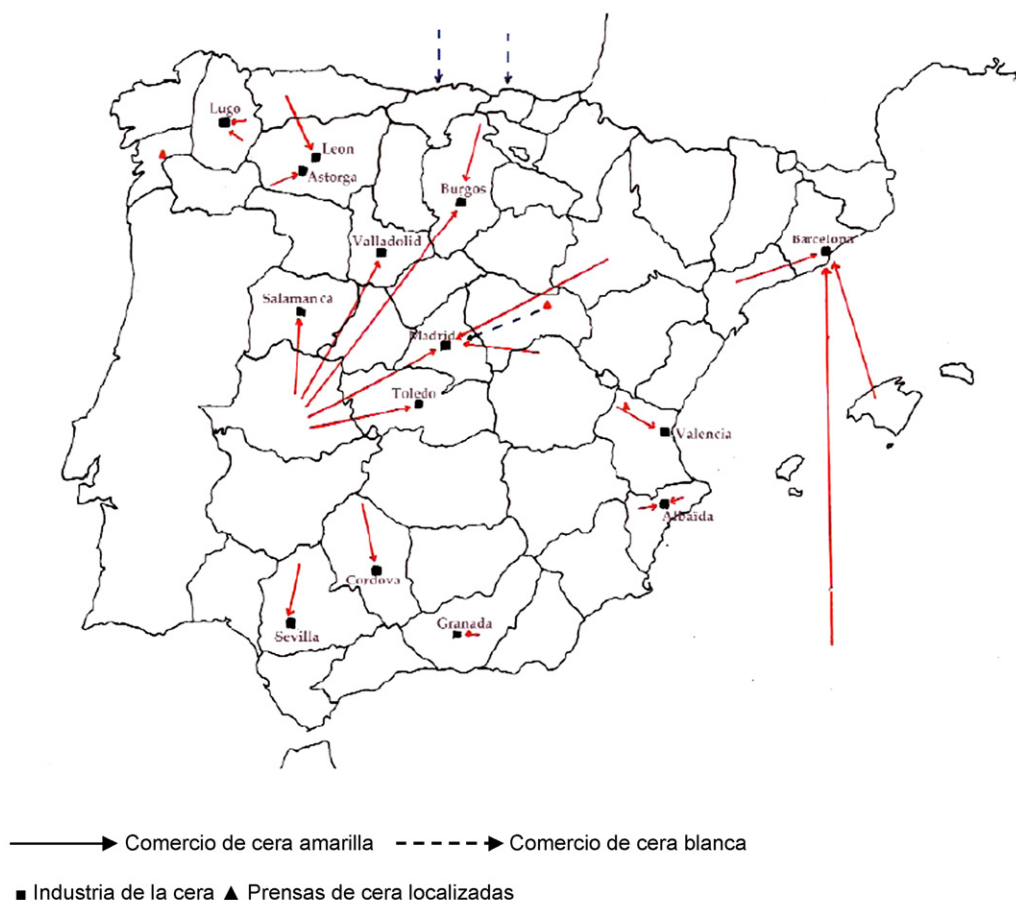 Lugo
Leon
Astorga
Burgos
Valladolid
Barcelona
Salamanca
Madrid
Toledo
Valencia
Albaïda
Cordova
Granada
Sevilla
Comercio de cera amarilla Comercio de cera blanca
Industria de la cera Prensas de cera localizadas